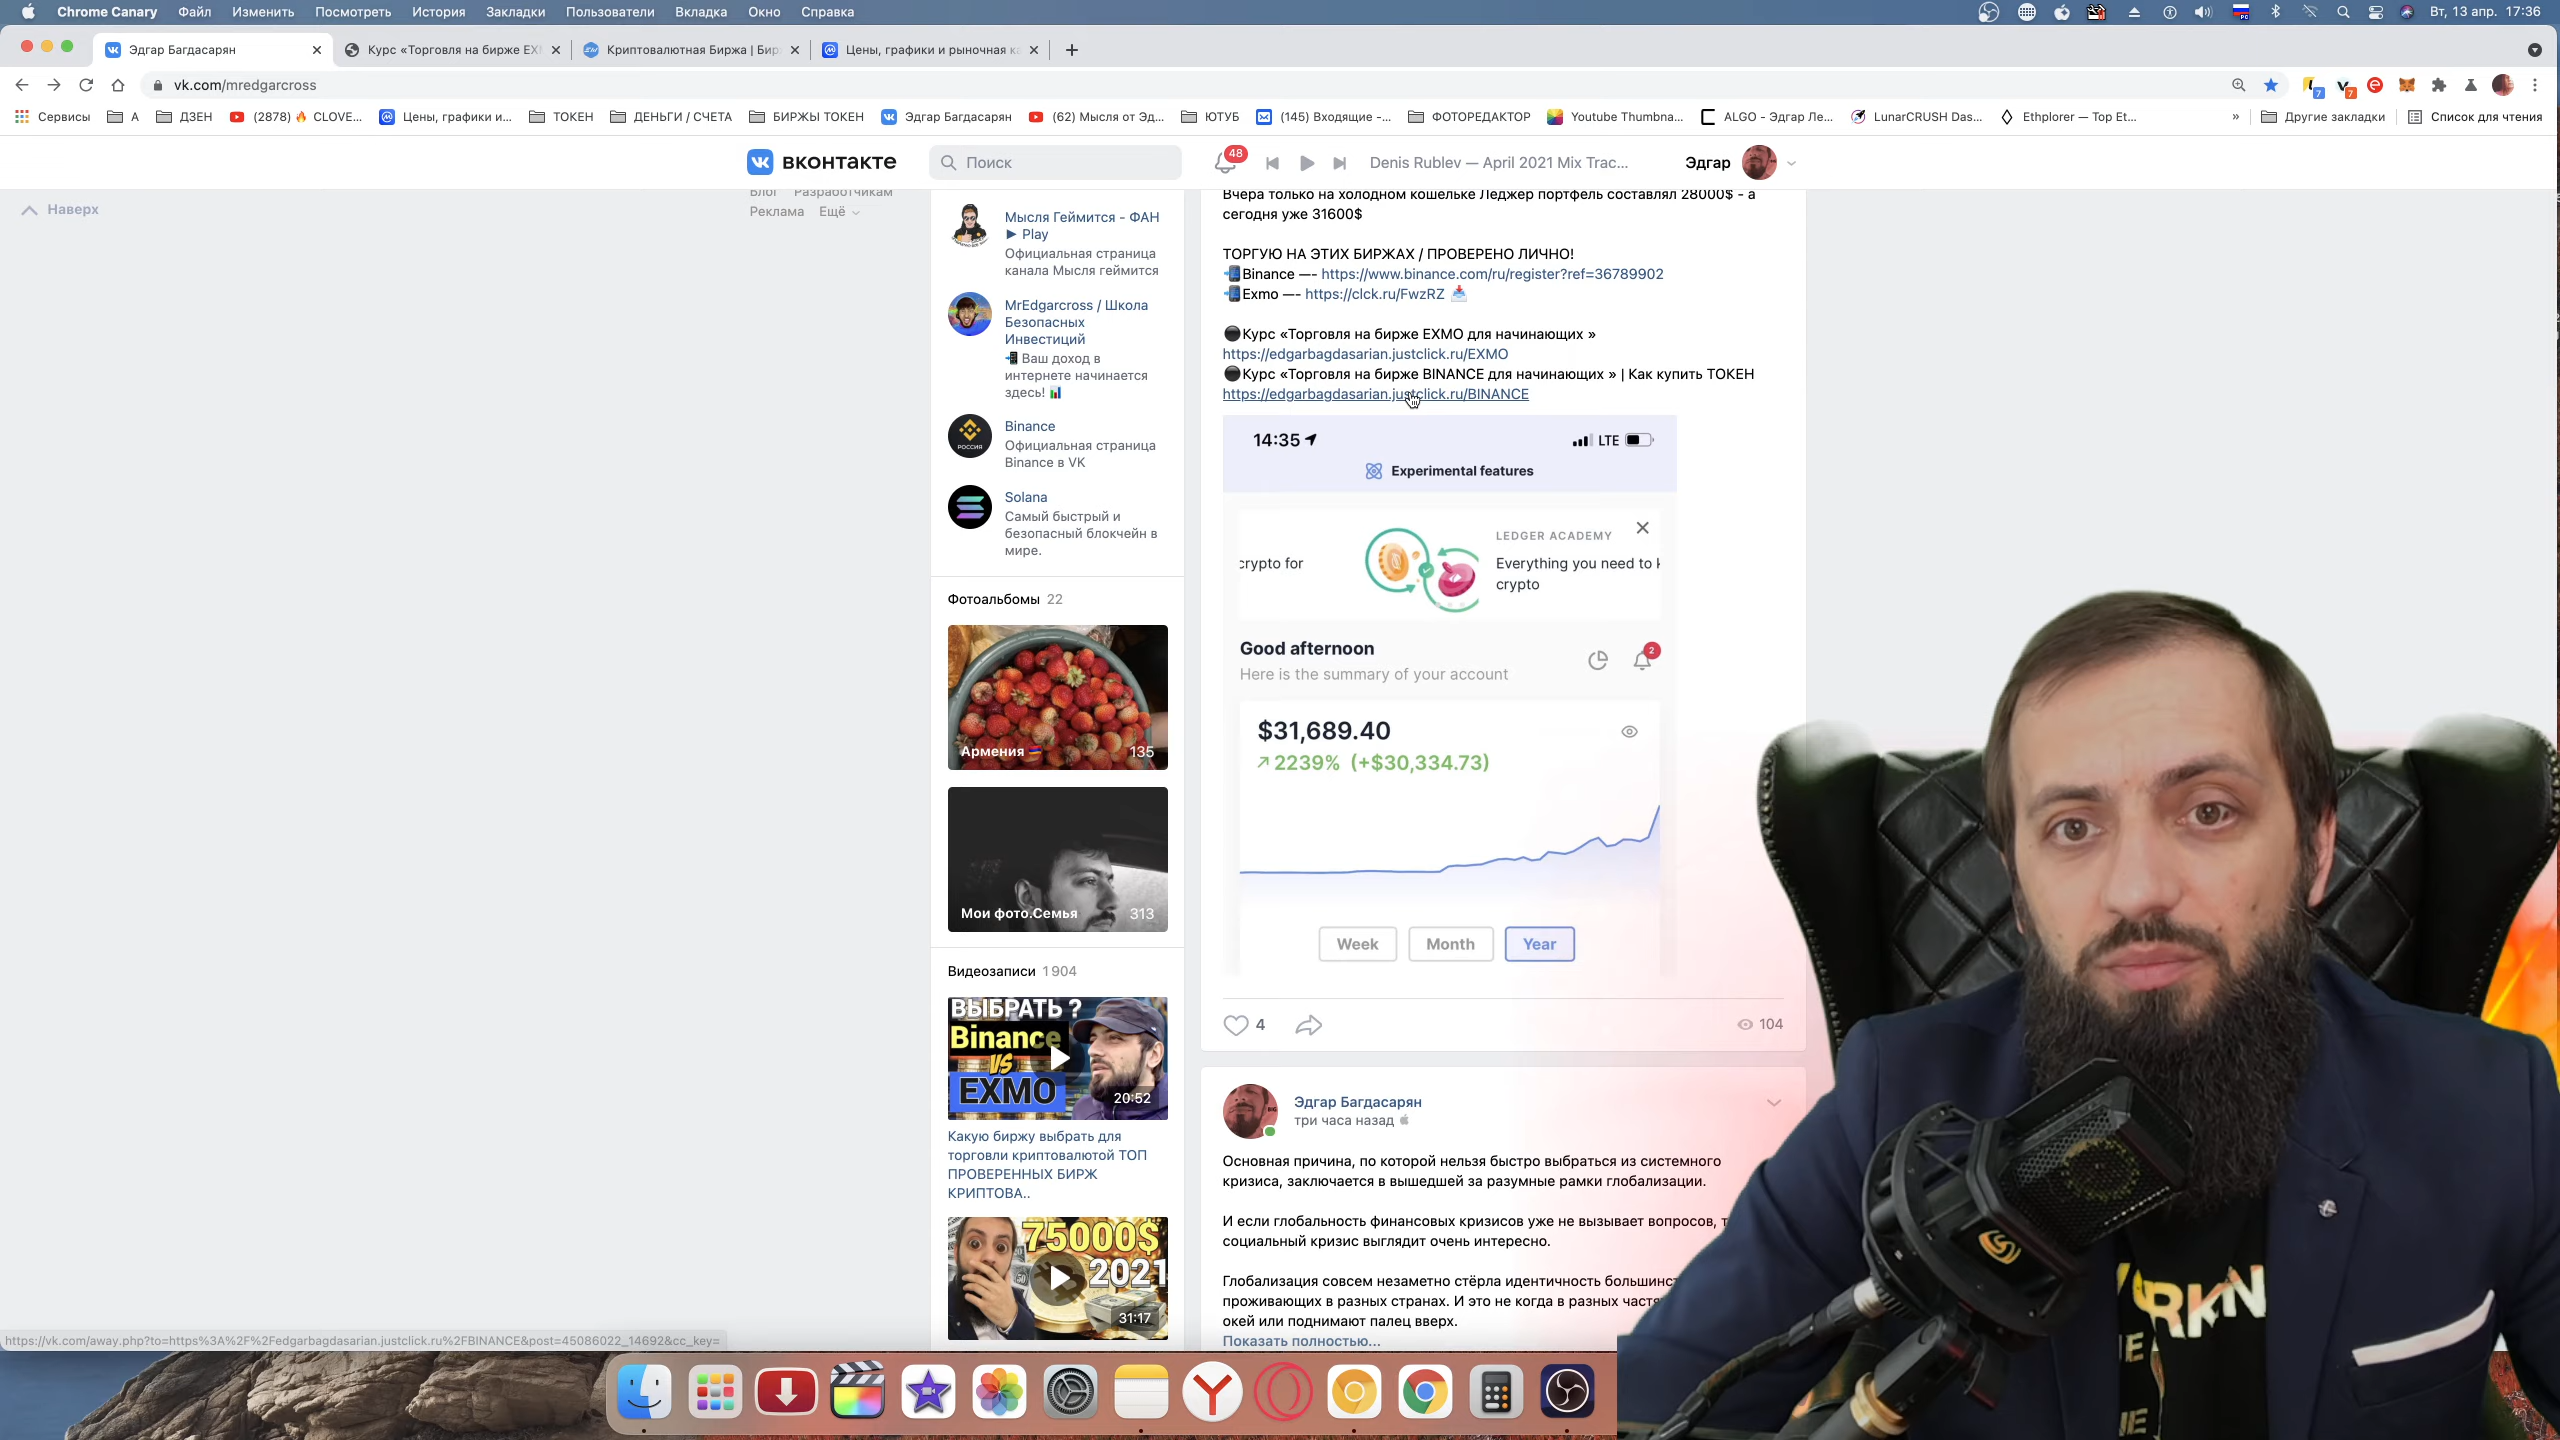 Chrome Canary Файл Изменить Посмотреть История Закладки Пользователи Вкладка Окно Справка
Вт, 13 апр. 17:36
Эдгар Багдасарян
Курс «Торговля на бирже EX
Криптовалютная Биржа | Бир
Цены, графики и рыночная к
vk.com/mredgarcross
Сервисы
А
ДЗЕН
(2878) 🔥 CLOVE...
Цены, графики и...
ТОКЕН
ДЕНЬГИ / СЧЕТА
БИРЖЫ ТОКЕН
Эдгар Багдасарян
(62) Мысля от Эд...
ЮТУБ
(145) Входящие -...
ФОТОРЕДАКТОР
Youtube Thumbna...
ALGO - Эдгар Ле...
LunarCRUSH Das...
Ethplorer — Top Et...
»
Другие закладки
Список для чтения
вконтакте
Поиск
48
Denis Rublev — April 2021 Mix Trac...
Эдгар
Наверх
Блог Разработчикам
Реклама Ещё
Мысля Геймится - ФАН
► Play
Официальная страница
канала Мысля геймится
MrEdgarcross / Школа
Безопасных
Инвестиций
📲 Ваш доход в
интернете начинается
здесь! 📊
РОССИЯ
Binance
Официальная страница
Binance в VK
Solana
Самый быстрый и
безопасный блокчейн в
мире.
Фотоальбомы 22
Армения 🇦🇲 135
Мои фото.Семья 313
Видеозаписи 1 904
ВЫБРАТЬ ?
Binance
VS
EXMO
20:52
Какую биржу выбрать для
торговли криптовалютой ТОП
ПРОВЕРЕННЫХ БИРЖ
КРИПТОВА..
75000$
2021
31:17
Вчера только на холодном кошельке Леджер портфель составлял 28000$ - а
сегодня уже 31600$
ТОРГУЮ НА ЭТИХ БИРЖАХ / ПРОВЕРЕНО ЛИЧНО!
📲Binance —- https://www.binance.com/ru/register?ref=36789902
📲Exmo —- https://clck.ru/FwzRZ 📩
⚫Курс «Торговля на бирже EXMO для начинающих »
https://edgarbagdasarian.justclick.ru/EXMO
⚫Курс «Торговля на бирже BINANCE для начинающих » | Как купить ТОКЕН
https://edgarbagdasarian.justclick.ru/BINANCE
14:35
LTE
Experimental features
crypto for
LEDGER ACADEMY
Everything you need to k
crypto
Good afternoon
Here is the summary of your account
2
$31,689.40
2239% (+$30,334.73)
Week Month Year
4
104
Эдгар Багдасарян
три часа назад
Основная причина, по которой нельзя быстро выбраться из системного
кризиса, заключается в вышедшей за разумные рамки глобализации.
И если глобальность финансовых кризисов уже не вызывает вопросов, т
социальный кризис выглядит очень интересно.
Глобализация совсем незаметно стёрла идентичность большинс
проживающих в разных странах. И это не когда в разных част
окей или поднимают палец вверх.
Показать полностью...
https://vk.com/away.php?to=https%3A%2F%2Fedgarbagdasarian.justclick.ru%2FBINANCE&post=45086022_14692&cc_key=